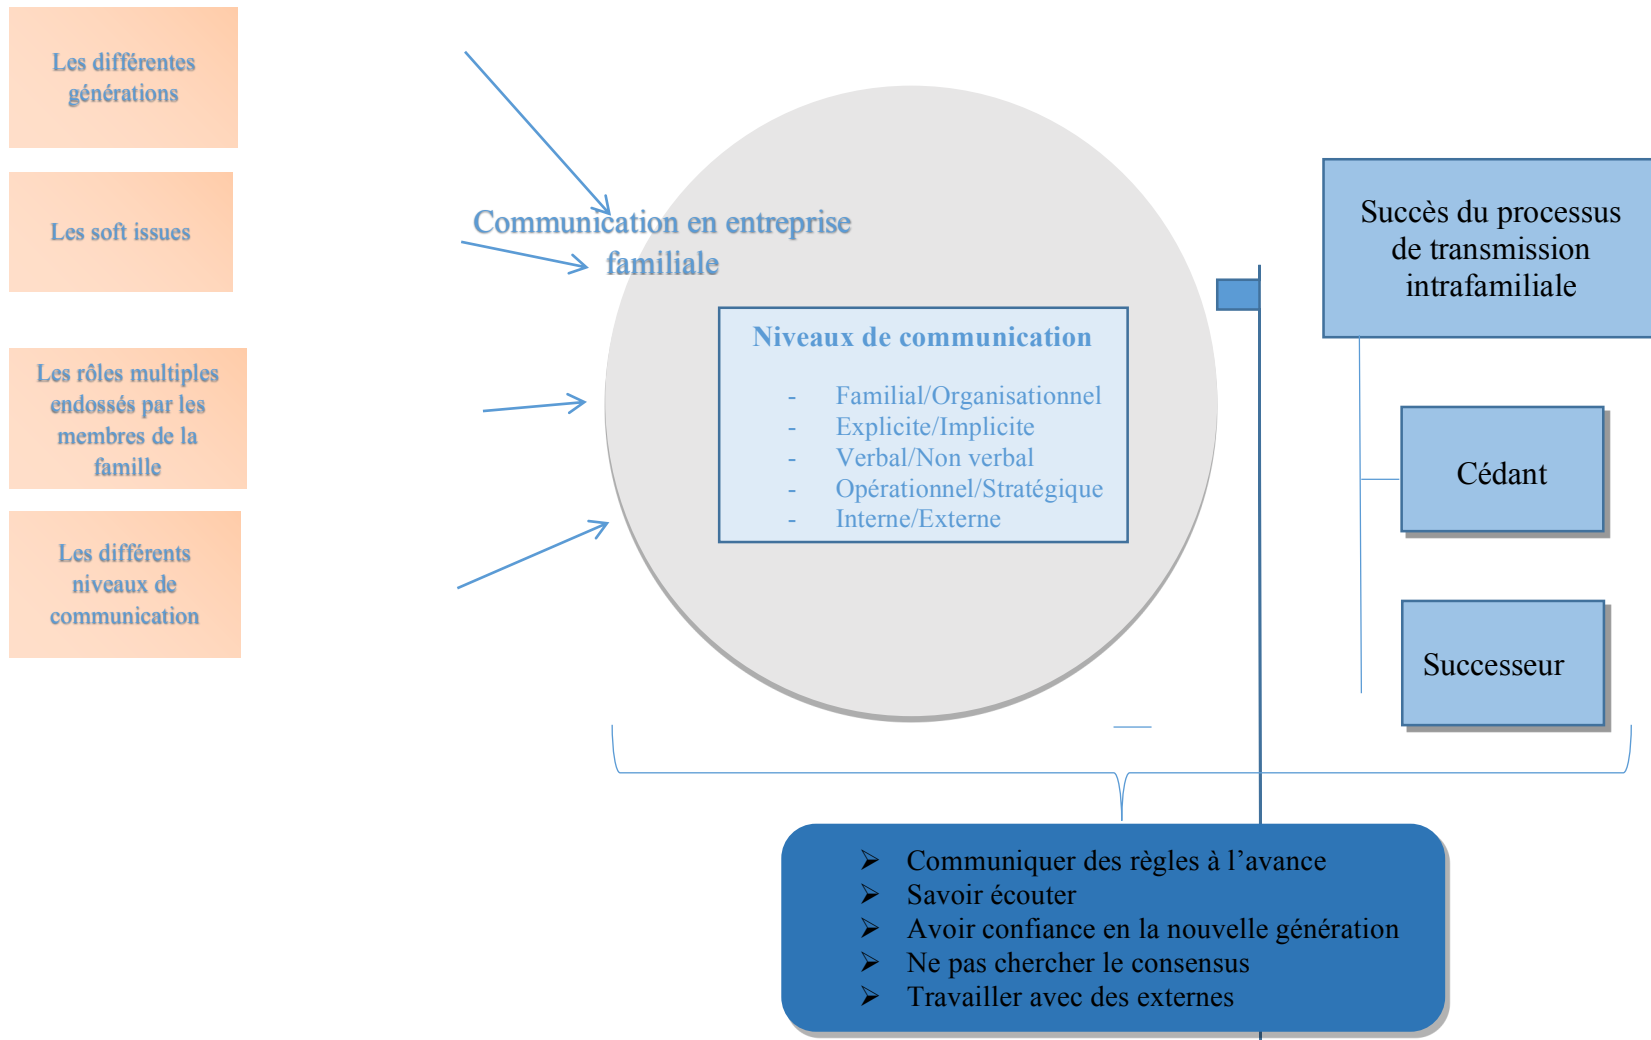 Les différentes
générations
Les soft issues
Les rôles multiples
endossés par les
membres de la
famille
Les différents
niveaux de
communication
Communication en entreprise
familiale
Niveaux de communication
- Familial/Organisationnel
- Explicite/Implicite
- Verbal/Non verbal
- Opérationnel/Stratégique
- Interne/Externe
Succès du processus
de transmission
intrafamiliale
Cédant
Successeur
➢ Communiquer des règles à l’avance
➢ Savoir écouter
➢ Avoir confiance en la nouvelle génération
➢ Ne pas chercher le consensus
➢ Travailler avec des externes